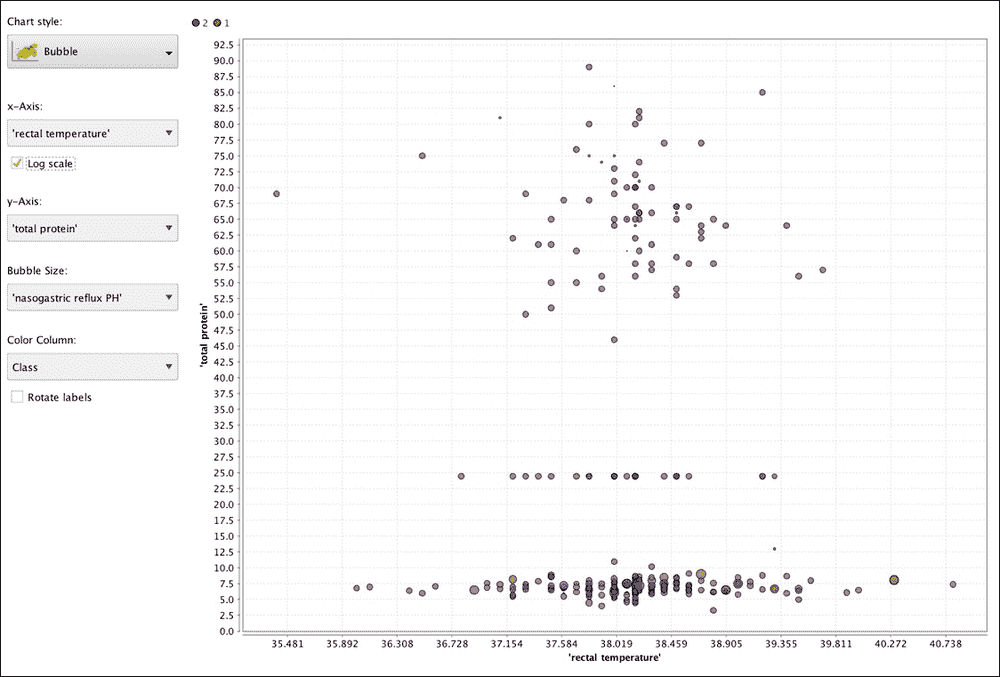 Chart style:
Bubble
x-Axis:
'rectal temperature'
Log scale
y-Axis:
'total protein'
Bubble Size:
'nasogastric reflux PH'
Color Column:
Class
Rotate labels
2 1
92.5
90.0
87.5
85.0
82.5
80.0
77.5
75.0
72.5
70.0
67.5
65.0
62.5
60.0
57.5
55.0
52.5
50.0
47.5
45.0
42.5
40.0
37.5
35.0
32.5
30.0
27.5
25.0
22.5
20.0
17.5
15.0
12.5
10.0
7.5
5.0
2.5
0.0
'total protein'
35.481 35.892 36.308 36.728 37.154 37.584 38.019 38.459 38.905 39.355 39.811 40.272 40.738
'rectal temperature'